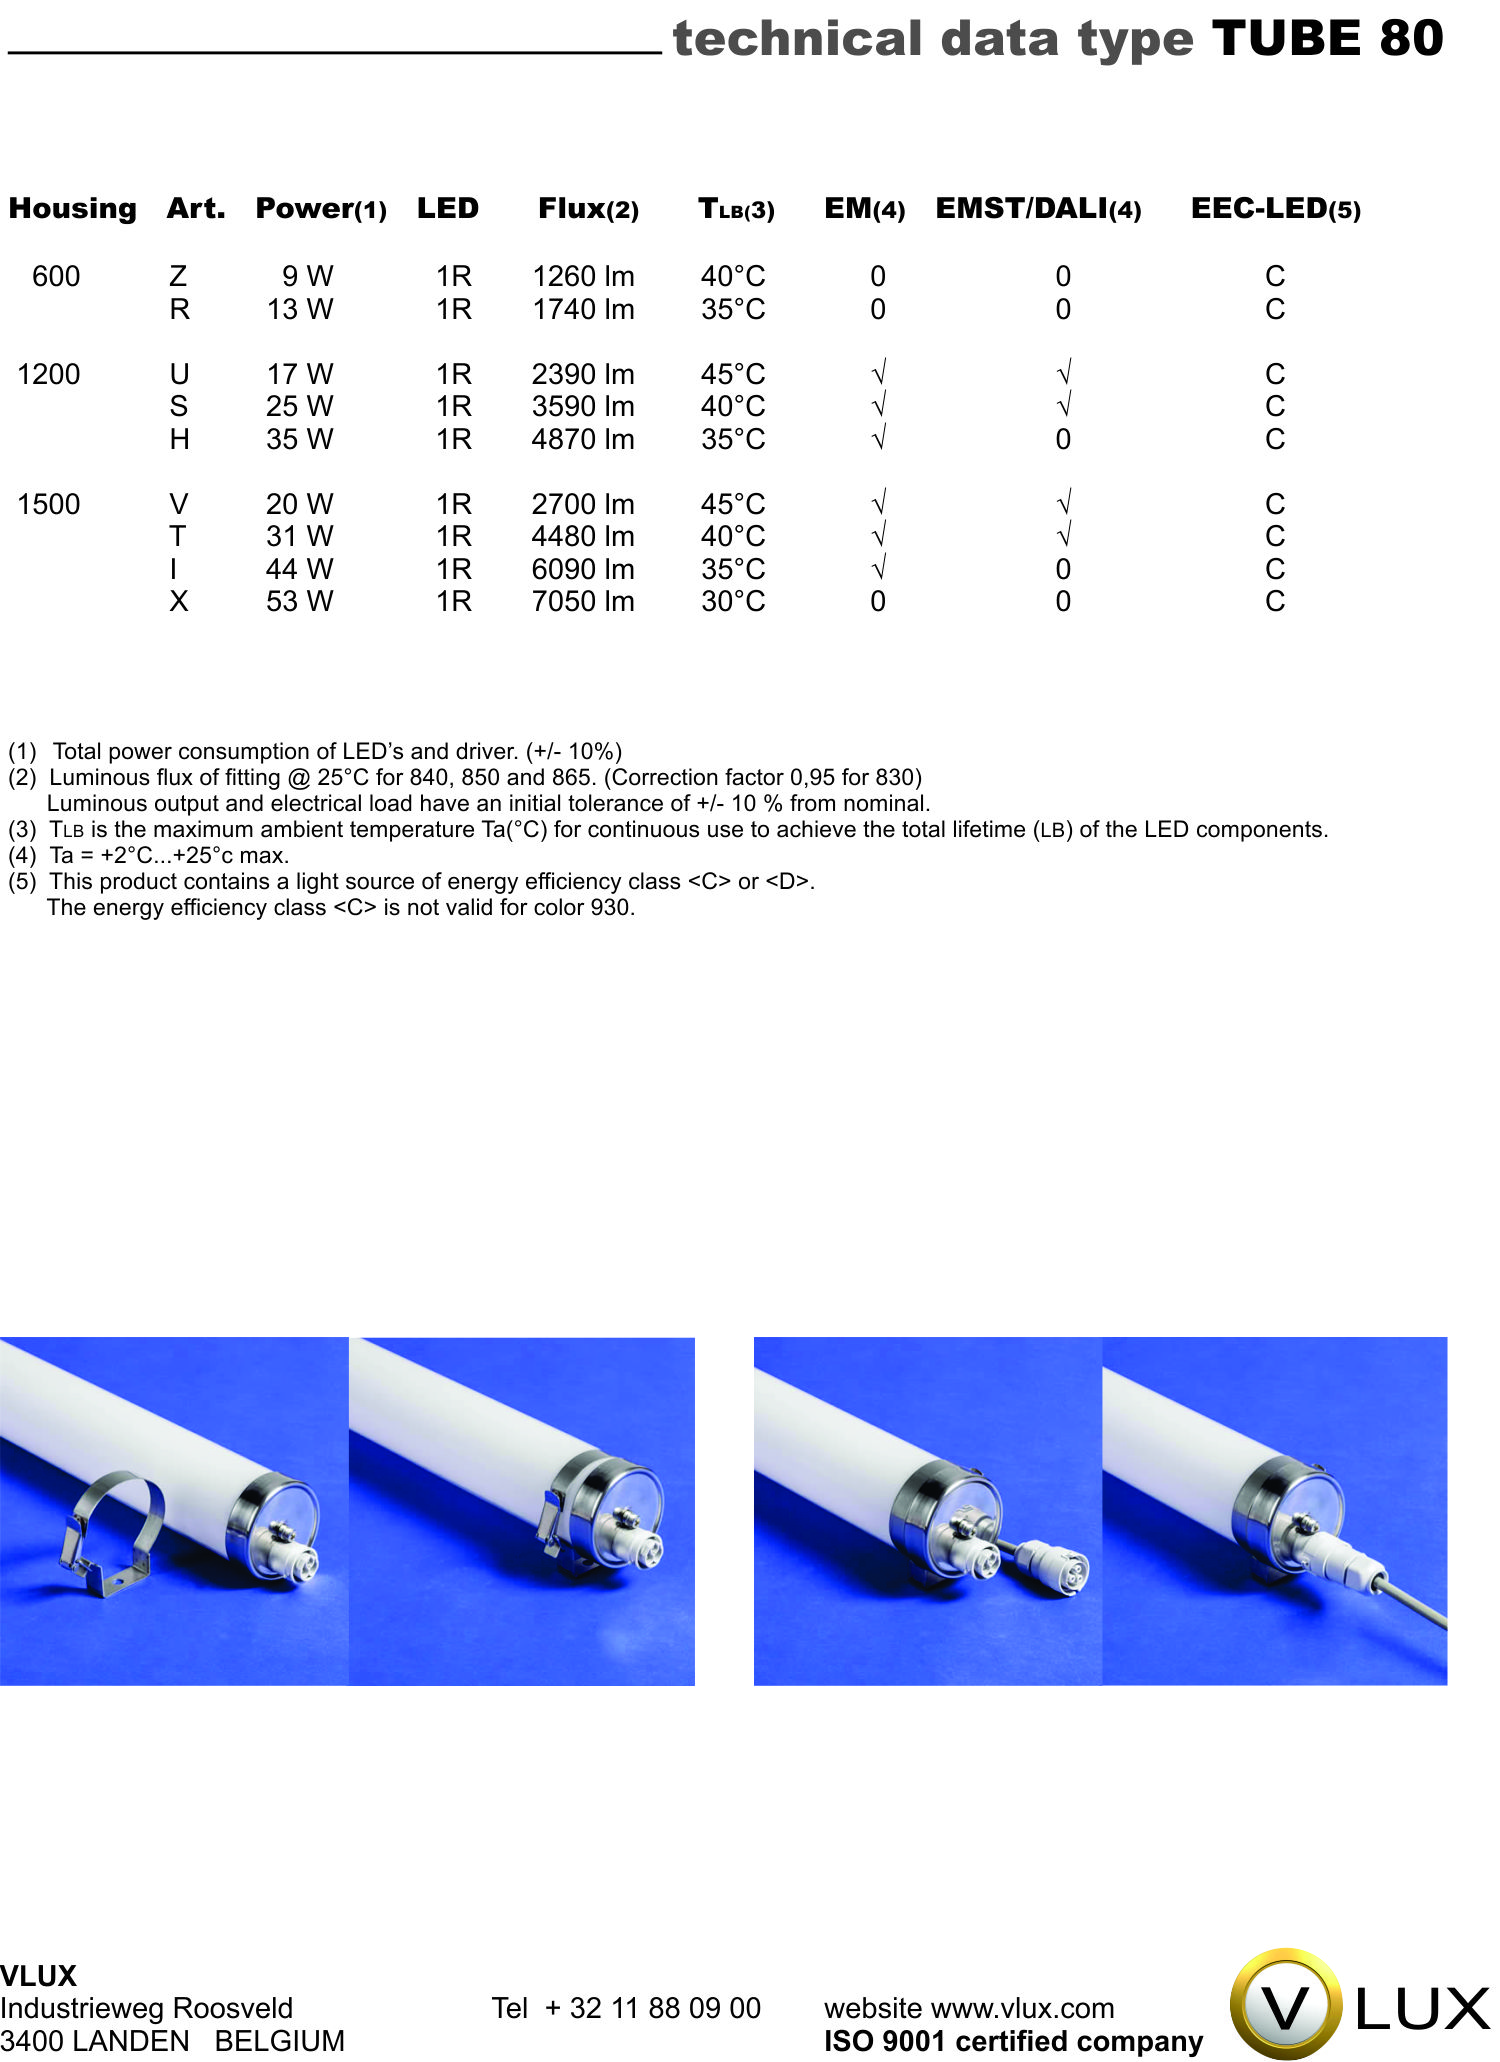 technical data type TUBE 80
Housing Art. Power(1) LED Flux(2) TLB(3) EM(4) EMST/DALI(4) EEC-LED(5)
600 Z 9 W 1R 1260 lm 40°C 0 0 C
R 13 W 1R 1740 lm 35°C 0 0 C
1200 U 17 W 1R 2390 lm 45°C √ √ C
S 25 W 1R 3590 lm 40°C √ √ C
H 35 W 1R 4870 lm 35°C √ 0 C
1500 V 20 W 1R 2700 lm 45°C √ √ C
T 31 W 1R 4480 lm 40°C √ √ C
I 44 W 1R 6090 lm 35°C √ 0 C
X 53 W 1R 7050 lm 30°C 0 0 C
(1) Total power consumption of LED’s and driver. (+/- 10%)
(2) Luminous flux of fitting @ 25°C for 840, 850 and 865. (Correction factor 0,95 for 830)
Luminous output and electrical load have an initial tolerance of +/- 10 % from nominal.
(3) TLB is the maximum ambient temperature Ta(°C) for continuous use to achieve the total lifetime (LB) of the LED components.
(4) Ta = +2°C...+25°c max.
(5) This product contains a light source of energy efficiency class <C> or <D>.
The energy efficiency class <C> is not valid for color 930.
VLUX
Industrieweg Roosveld Tel + 32 11 88 09 00 website www.vlux.com
3400 LANDEN BELGIUM ISO 9001 certified company
V LUX